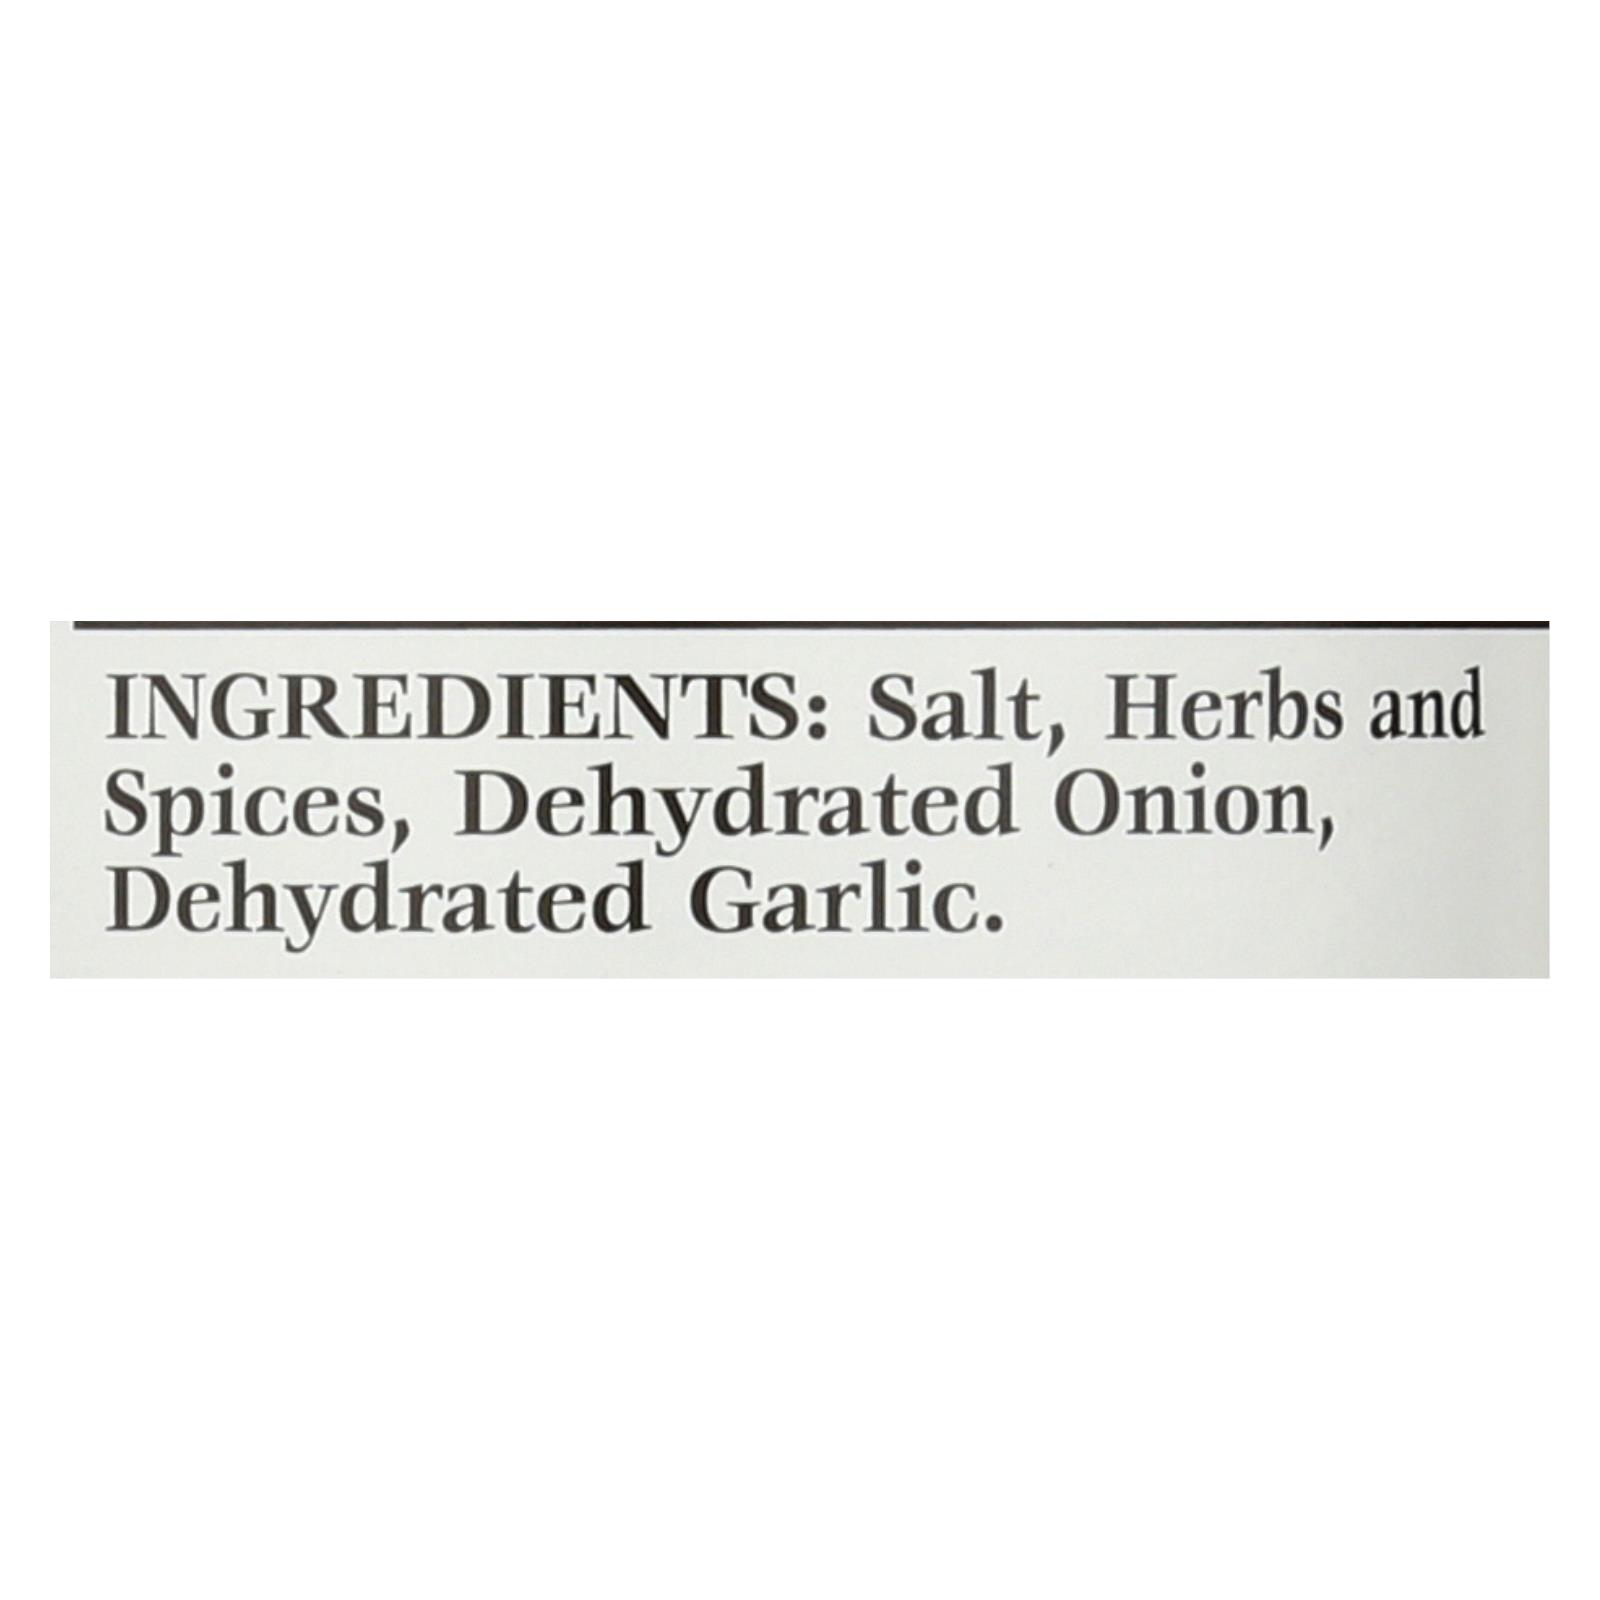 INGREDIENTS: Salt, Herbs and
Spices, Dehydrated Onion,
Dehydrated Garlic.